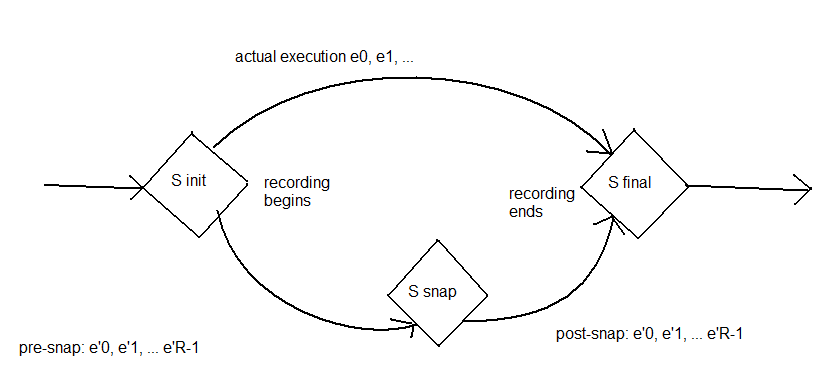 actual execution e0, e1, ...
S init
recording
begins
recording
ends
S final
S snap
pre-snap: e'0, e'1, ... e'R-1
post-snap: e'0, e'1, ... e'R-1